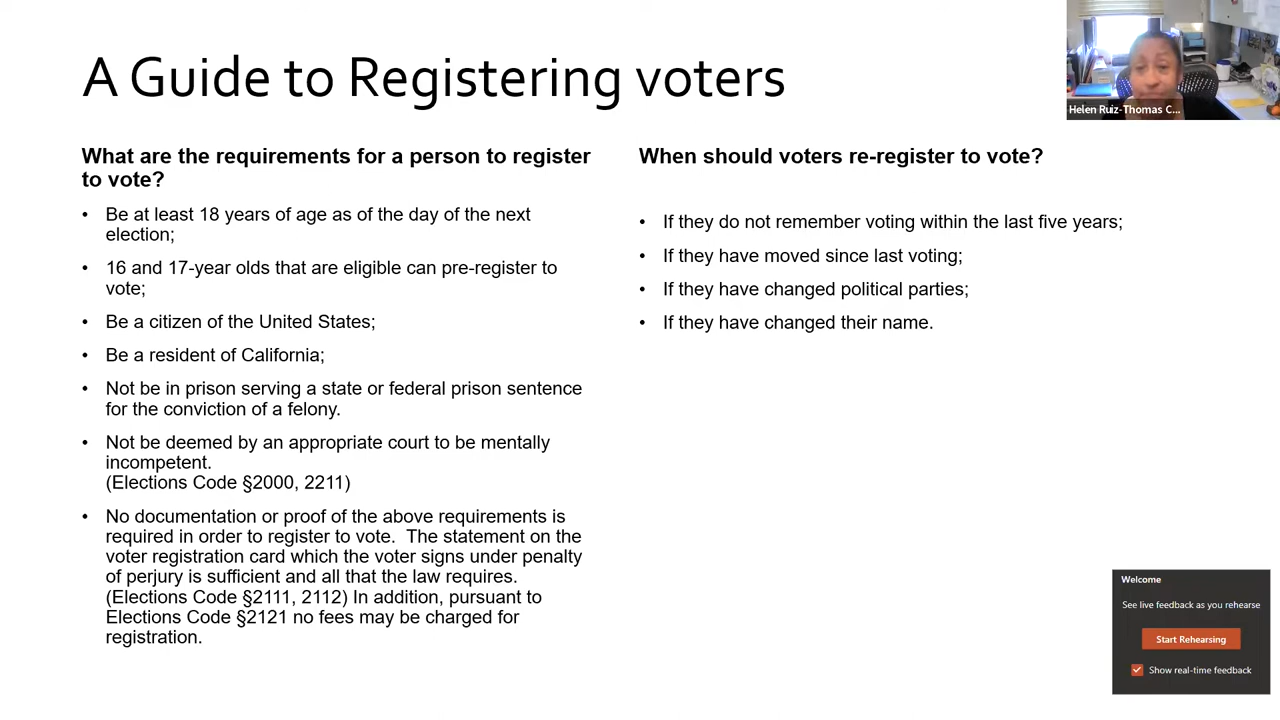 A Guide to Registering voters
Helen Ruiz-Thomas C...
What are the requirements for a person to register
to vote?
• Be at least 18 years of age as of the day of the next
election;
• 16 and 17-year olds that are eligible can pre-register to
vote;
• Be a citizen of the United States;
• Be a resident of California;
• Not be in prison serving a state or federal prison sentence
for the conviction of a felony.
• Not be deemed by an appropriate court to be mentally
incompetent.
(Elections Code §2000, 2211)
• No documentation or proof of the above requirements is
required in order to register to vote.  The statement on the
voter registration card which the voter signs under penalty
of perjury is sufficient and all that the law requires.
(Elections Code §2111, 2112) In addition, pursuant to
Elections Code §2121 no fees may be charged for
registration.
When should voters re-register to vote?
• If they do not remember voting within the last five years;
• If they have moved since last voting;
• If they have changed political parties;
• If they have changed their name.
Welcome
See live feedback as you rehearse
Start Rehearsing
Show real-time feedback